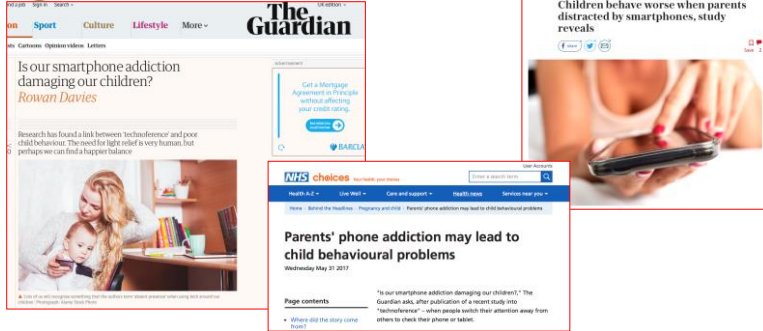 Sign in Search
UK edition
The
Guardian
Sport Culture Lifestyle More
Cartoons Opinion videos Letters
Is our smartphone addiction
damaging our children?
Rowan Davies
Advertisement
Get a Mortgage
Agreement in Principle
without affecting
your credit rating.
BARCLA
Research has found a link between 'technoference' and poor
child behaviour. The need for light relief is very human, but
perhaps we can find a happier balance
Children behave worse when parents
distracted by smartphones, study
reveals
share
Save 2
User Accounts
NHS choices Your health, your choices
Enter a search term
Health A-Z Live Well Care and support Health news Services near you
Home Behind the Headlines Pregnancy and child Parents' phone addiction may lead to child behavioural problems
Parents' phone addiction may lead to
child behavioural problems
Wednesday May 31 2017
Page contents
Where did the story come
from?
"Is our smartphone addiction damaging our children?," The
Guardian asks, after publication of a recent study into
"technoference" – when people switch their attention away from
others to check their phone or tablet.